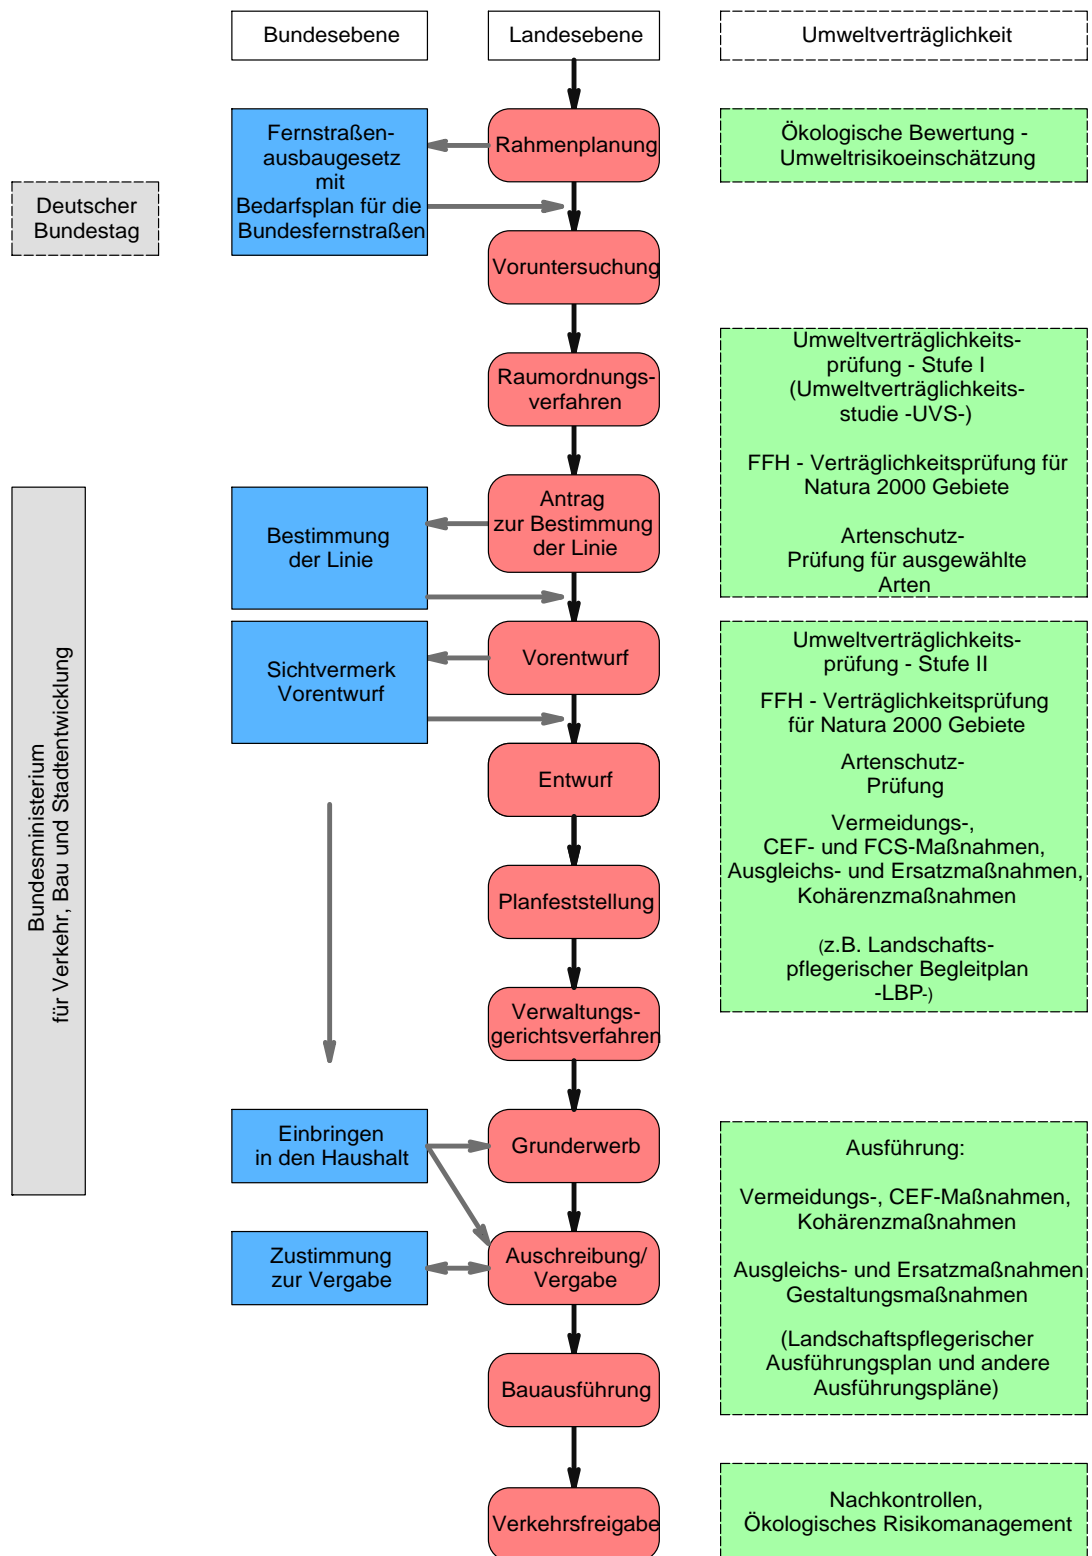 Bundesebene
Landesebene
Umweltverträglichkeit
Fernstraßen-
ausbaugesetz
mit
Bedarfsplan für die
Bundesfernstraßen
Rahmenplanung
Ökologische Bewertung -
Umweltrisikoeinschätzung
Deutscher
Bundestag
Voruntersuchung
Raumordnungs-
verfahren
Umweltverträglichkeits-
prüfung - Stufe I
(Umweltverträglichkeits-
studie -UVS-)
FFH - Verträglichkeitsprüfung für
Natura 2000 Gebiete
Artenschutz-
Prüfung für ausgewählte
Arten
Bundesministerium
für Verkehr, Bau und Stadtentwicklung
Bestimmung
der Linie
Antrag
zur Bestimmung
der Linie
Sichtvermerk
Vorentwurf
Vorentwurf
Umweltverträglichkeits-
prüfung - Stufe II
FFH - Verträglichkeitsprüfung
für Natura 2000 Gebiete
Artenschutz-
Prüfung
Vermeidungs-,
CEF- und FCS-Maßnahmen,
Ausgleichs- und Ersatzmaßnahmen,
Kohärenzmaßnahmen
(z.B. Landschafts-
pflegerischer Begleitplan
-LBP-)
Entwurf
Planfeststellung
Verwaltungs-
gerichtsverfahren
Einbringen
in den Haushalt
Grunderwerb
Ausführung:
Vermeidungs-, CEF-Maßnahmen,
Kohärenzmaßnahmen
Ausgleichs- und Ersatzmaßnahmen
Gestaltungsmaßnahmen
(Landschaftspflegerischer
Ausführungsplan und andere
Ausführungspläne)
Zustimmung
zur Vergabe
Auschreibung/
Vergabe
Bauausführung
Verkehrsfreigabe
Nachkontrollen,
Ökologisches Risikomanagement